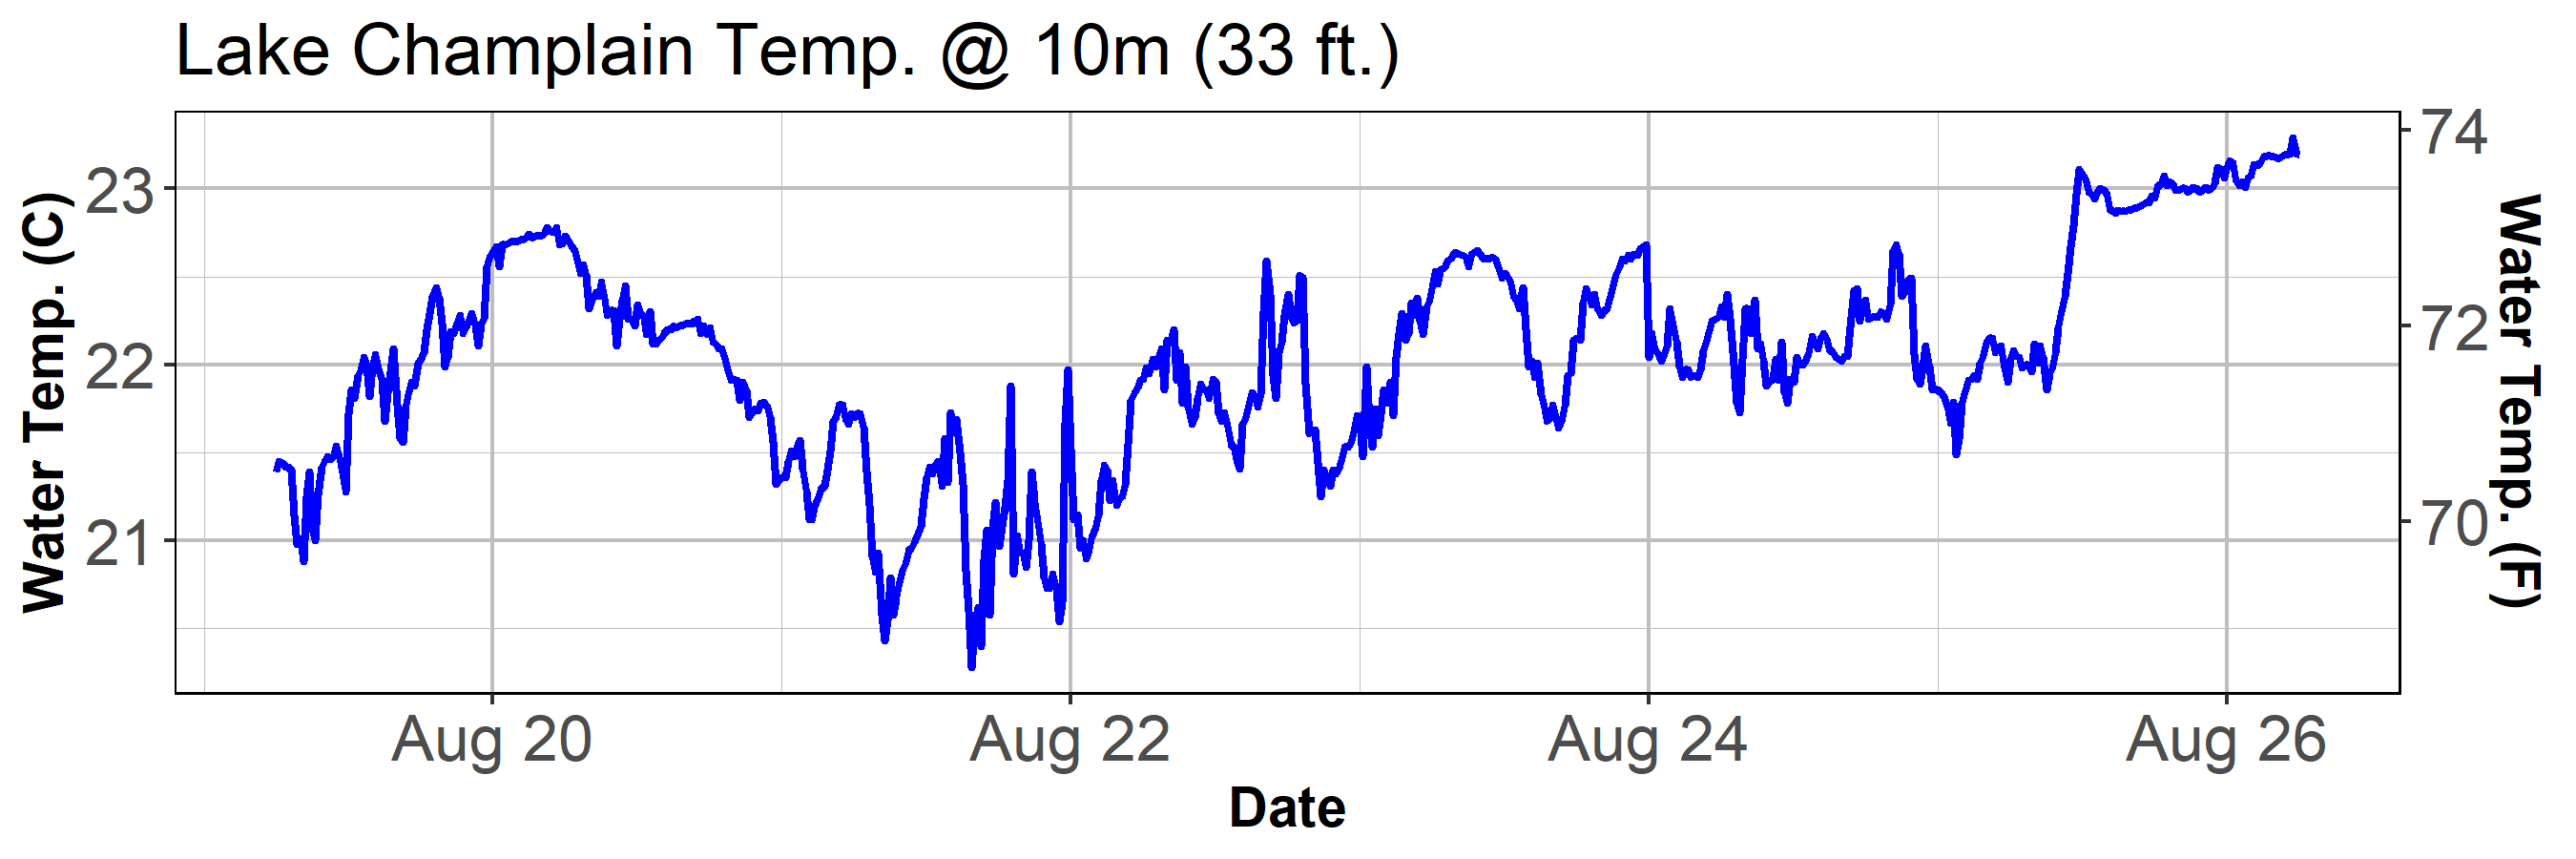 Lake Champlain Temp. @ 10m (33 ft.)
Water Temp. (C)
23
22
21
74
72
70
Water Temp. (F)
Aug 20
Aug 22
Aug 24
Aug 26
Date